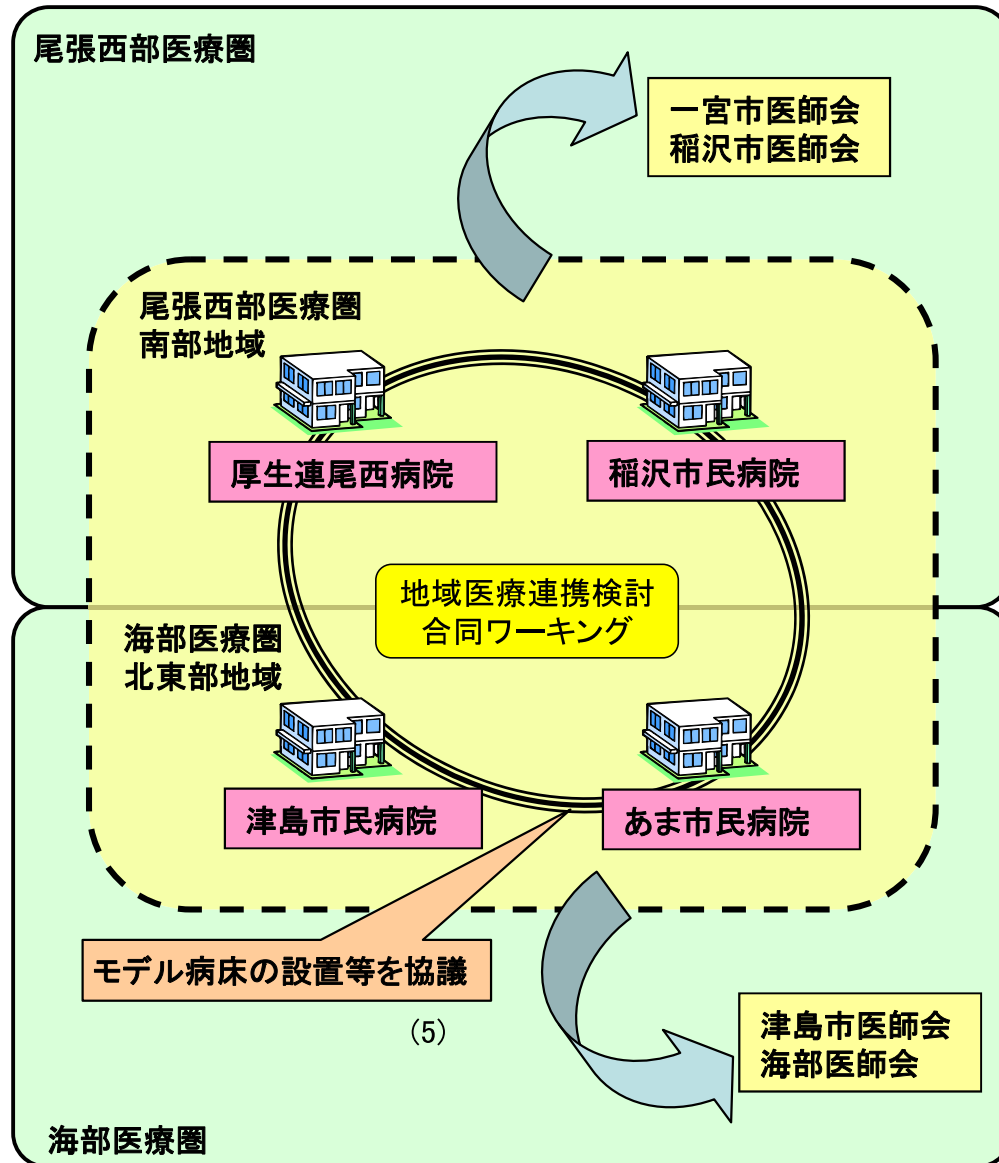 尾張西部医療圏
一宮市医師会
稲沢市医師会
尾張西部医療圏
南部地域
厚生連尾西病院
稲沢市民病院
地域医療連携検討
合同ワーキング
海部医療圏
北東部地域
津島市民病院
あま市民病院
モデル病床の設置等を協議
(5)
津島市医師会
海部医師会
海部医療圏